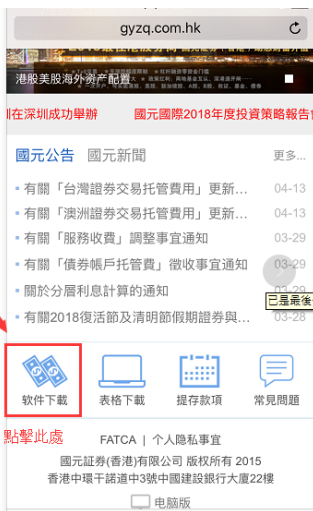 gyzq.com.hk
港股美股海外资产配置
在深圳成功舉辦 國元國際2018年度投資策略報告會
國元公告 國元新聞 更多...
有關「台灣證券交易托管費用」更新... 04-13
有關「澳洲證券交易托管費用」更新... 04-13
有關「服務收費」調整事宜通知 03-29
有關「債券帳戶托管費」徵收事宜通知 03-29
關於分層利息計算的通知 03-29
已是最後
有關2018復活節及清明節假期證券與... 03-28
软件下載 表格下載 提存款項 常見問題
點擊此處
FATCA | 个人隐私事宜
國元証券(香港)有限公司 版权所有 2015
香港中環干諾道中3號中國建設銀行大廈22樓
电脑版